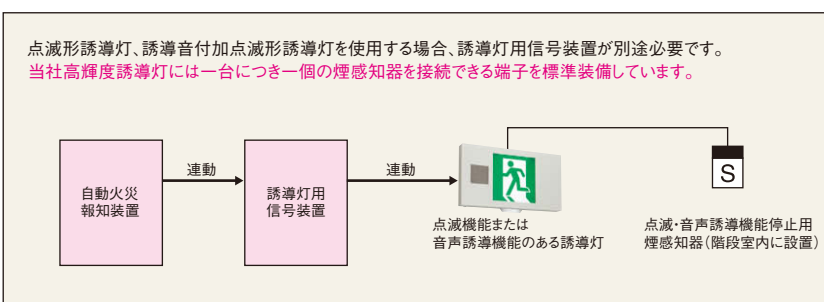 点滅形誘導灯、誘導音付加点滅形誘導灯を使用する場合、誘導灯用信号装置が別途必要です。
当社高輝度誘導灯には一台につき一個の煙感知器を接続できる端子を標準装備しています。
自動火災
報知装置
連動
誘導灯用
信号装置
連動
点滅機能または
音声誘導機能のある誘導灯
S
点滅・音声誘導機能停止用
煙感知器（階段室内に設置）